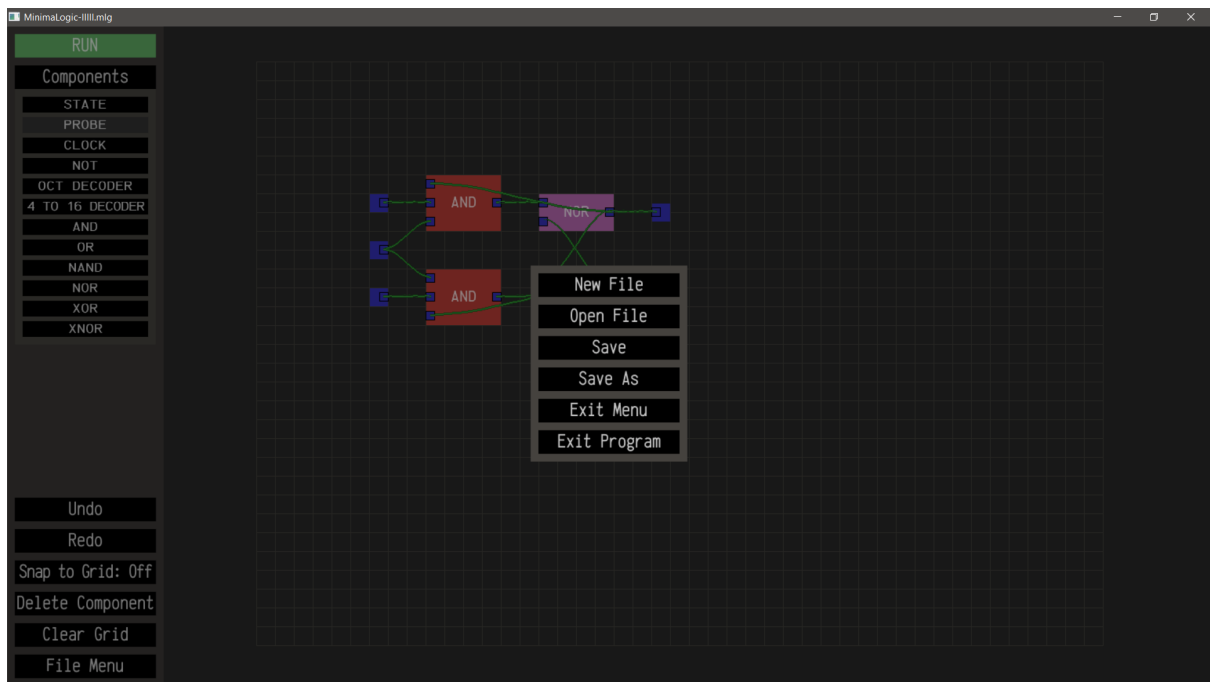 MinimaLogic-lllll.mlg
RUN
Components
STATE
PROBE
CLOCK
NOT
OCT DECODER
4 TO 16 DECODER
AND
OR
NAND
NOR
XOR
XNOR
Undo
Redo
Snap to Grid: Off
Delete Component
Clear Grid
File Menu
AND
NOR
AND
New File
Open File
Save
Save As
Exit Menu
Exit Program